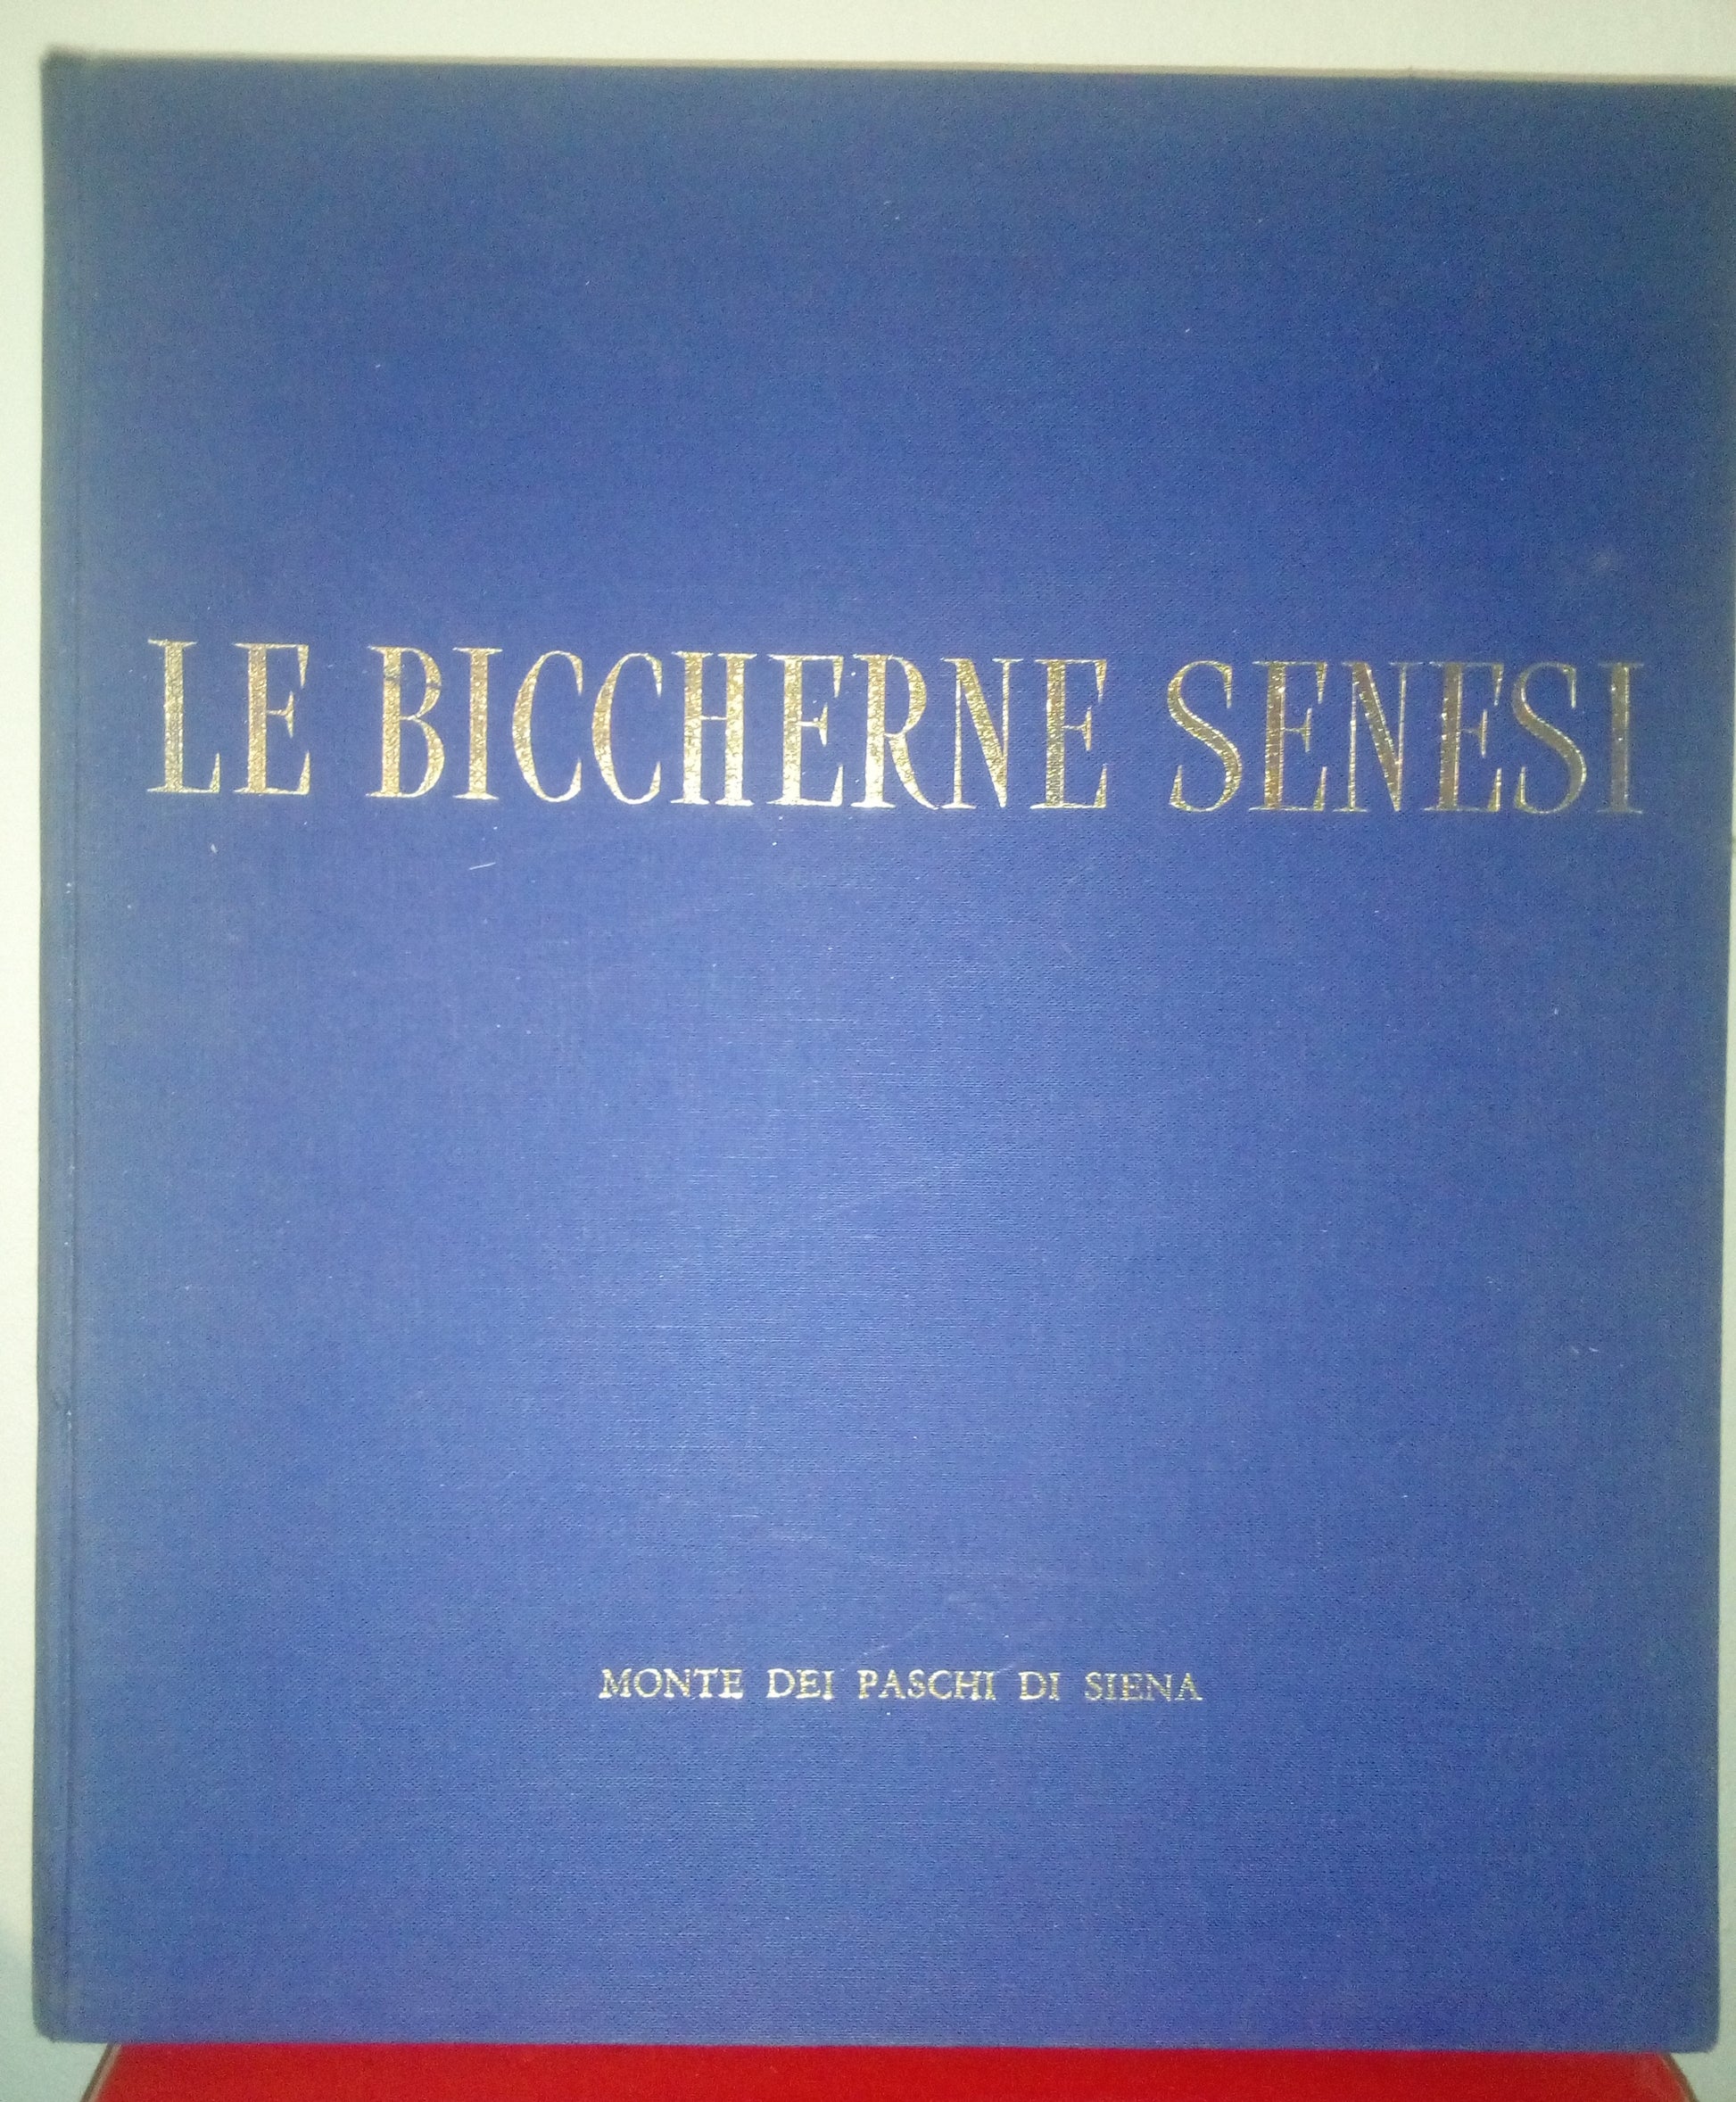 LE BICCHERNE SENESI
MONTE DEI PASCHI DI SIENA